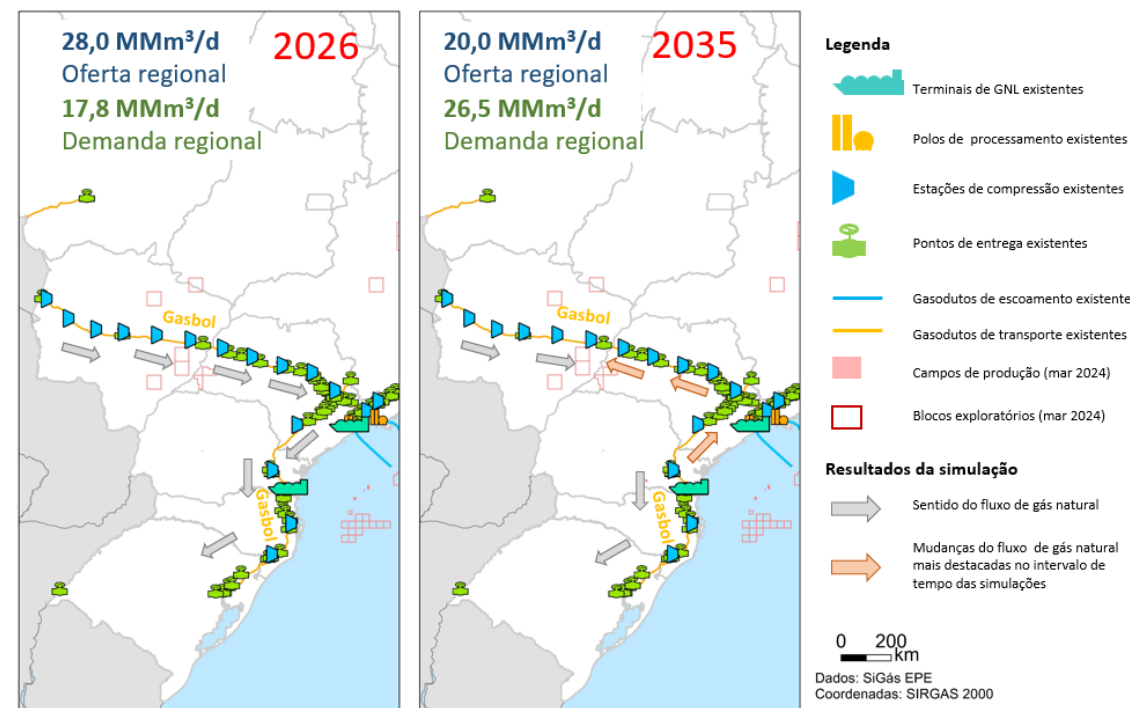 28,0 MMm³/d
Oferta regional
17,8 MMm³/d
Demanda regional
2026
Gasbol
Gasbol
20,0 MMm³/d
Oferta regional
26,5 MMm³/d
Demanda regional
2035
Gasbol
Gasbol
Legenda
Terminais de GNL existentes
Polos de processamento existentes
Estações de compressão existentes
Pontos de entrega existentes
Gasodutos de escoamento existente
Gasodutos de transporte existentes
Campos de produção (mar 2024)
Blocos exploratórios (mar 2024)
Resultados da simulação
Sentido do fluxo de gás natural
Mudanças do fluxo de gás natural
mais destacadas no intervalo de
tempo das simulações
0 200
km
Dados: SiGás EPE
Coordenadas: SIRGAS 2000